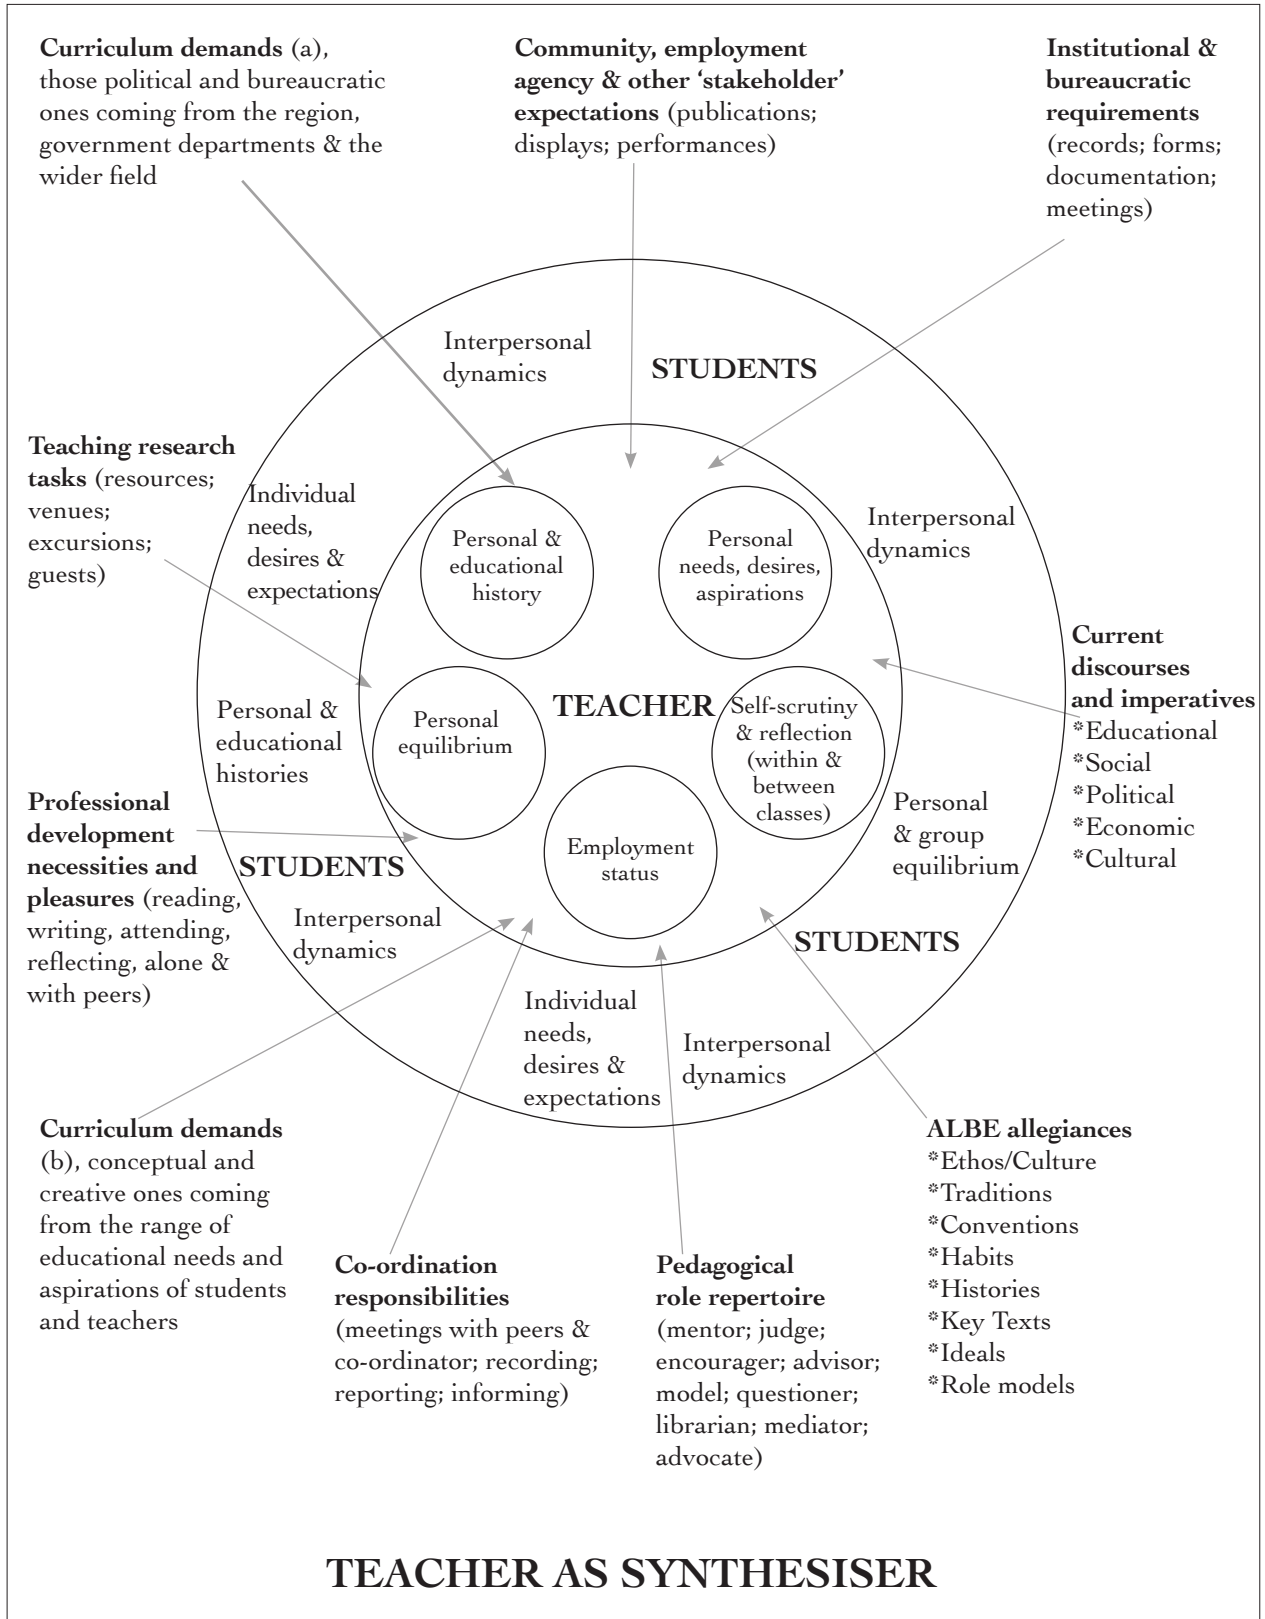 Curriculum demands (a),
those political and bureaucratic
ones coming from the region,
government departments & the
wider field
Community, employment
agency & other ‘stakeholder’
expectations (publications;
displays; performances)
Institutional &
bureaucratic
requirements
(records; forms;
documentation;
meetings)
Interpersonal
dynamics
STUDENTS
Teaching research
tasks (resources;
venues;
excursions;
guests)
Individual
needs,
desires &
expectations
Personal &
educational
history
Personal
needs, desires,
aspirations
Interpersonal
dynamics
Current
discourses
and imperatives
*Educational
*Social
*Political
*Economic
*Cultural
Personal &
educational
histories
Personal
equilibrium
TEACHER
Self-scrutiny
& reflection
(within &
between
classes)
Employment
status
Personal
& group
equilibrium
Professional
development
necessities and
pleasures (reading,
writing, attending,
reflecting, alone &
with peers)
STUDENTS
Interpersonal
dynamics
STUDENTS
Individual
needs,
desires &
expectations
Interpersonal
dynamics
Curriculum demands
(b), conceptual and
creative ones coming
from the range of
educational needs and
aspirations of students
and teachers
Co-ordination
responsibilities
(meetings with peers &
co-ordinator; recording;
reporting; informing)
Pedagogical
role repertoire
(mentor; judge;
encourager; advisor;
model; questioner;
librarian; mediator;
advocate)
ALBE allegiances
*Ethos/Culture
*Traditions
*Conventions
*Habits
*Histories
*Key Texts
*Ideals
*Role models
TEACHER AS SYNTHESISER